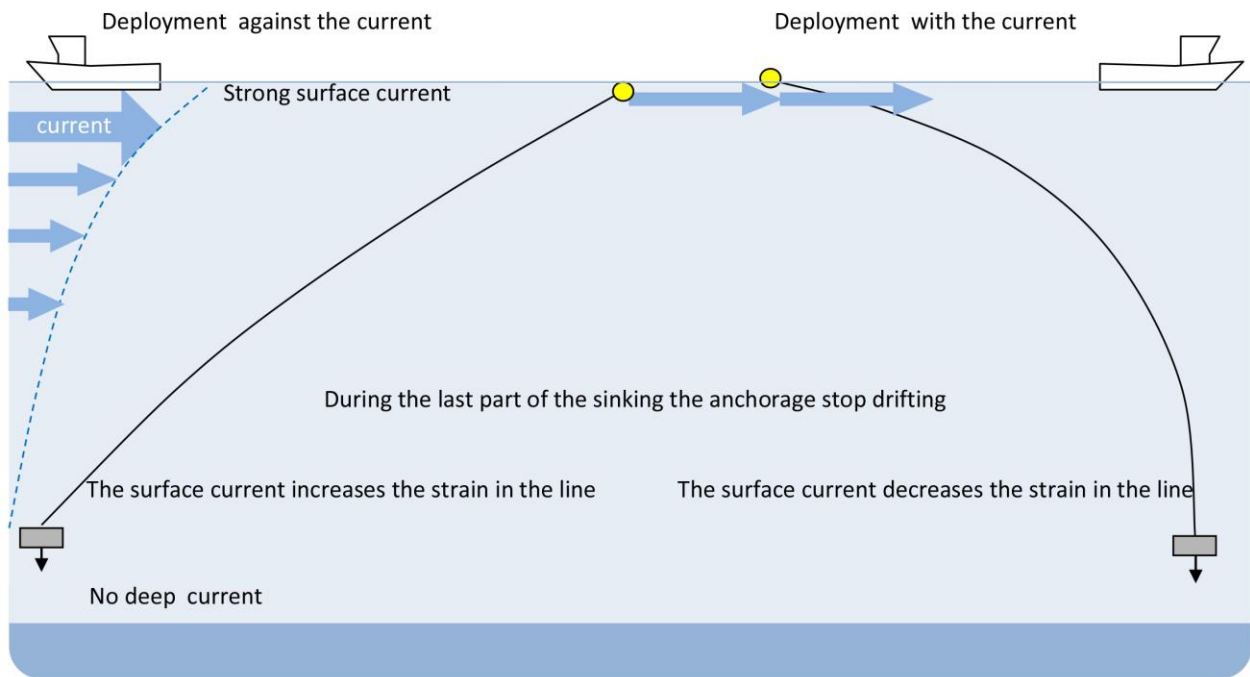 Deployment against the current
Deployment with the current
Strong surface current
current
During the last part of the sinking the anchorage stop drifting
The surface current increases the strain in the line
The surface current decreases the strain in the line
No deep current